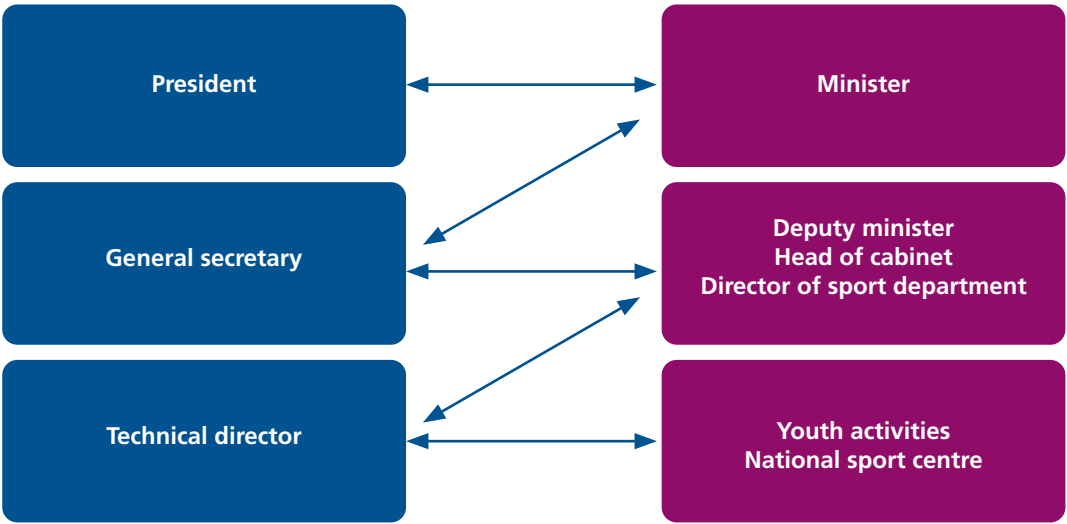 President
Minister
General secretary
Deputy minister
Head of cabinet
Director of sport department
Technical director
Youth activities
National sport centre